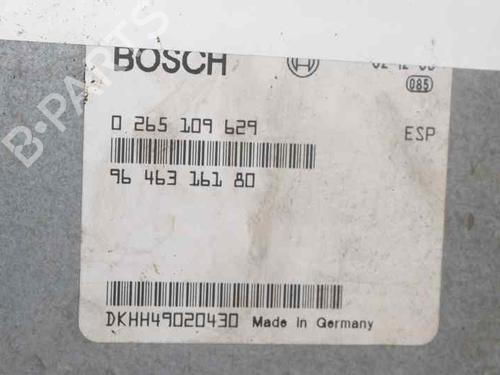 BOSCH
085
0 265 109 629
ESP
96 463 161 80
DKHH49020430 Made in Germany
B-PARTS